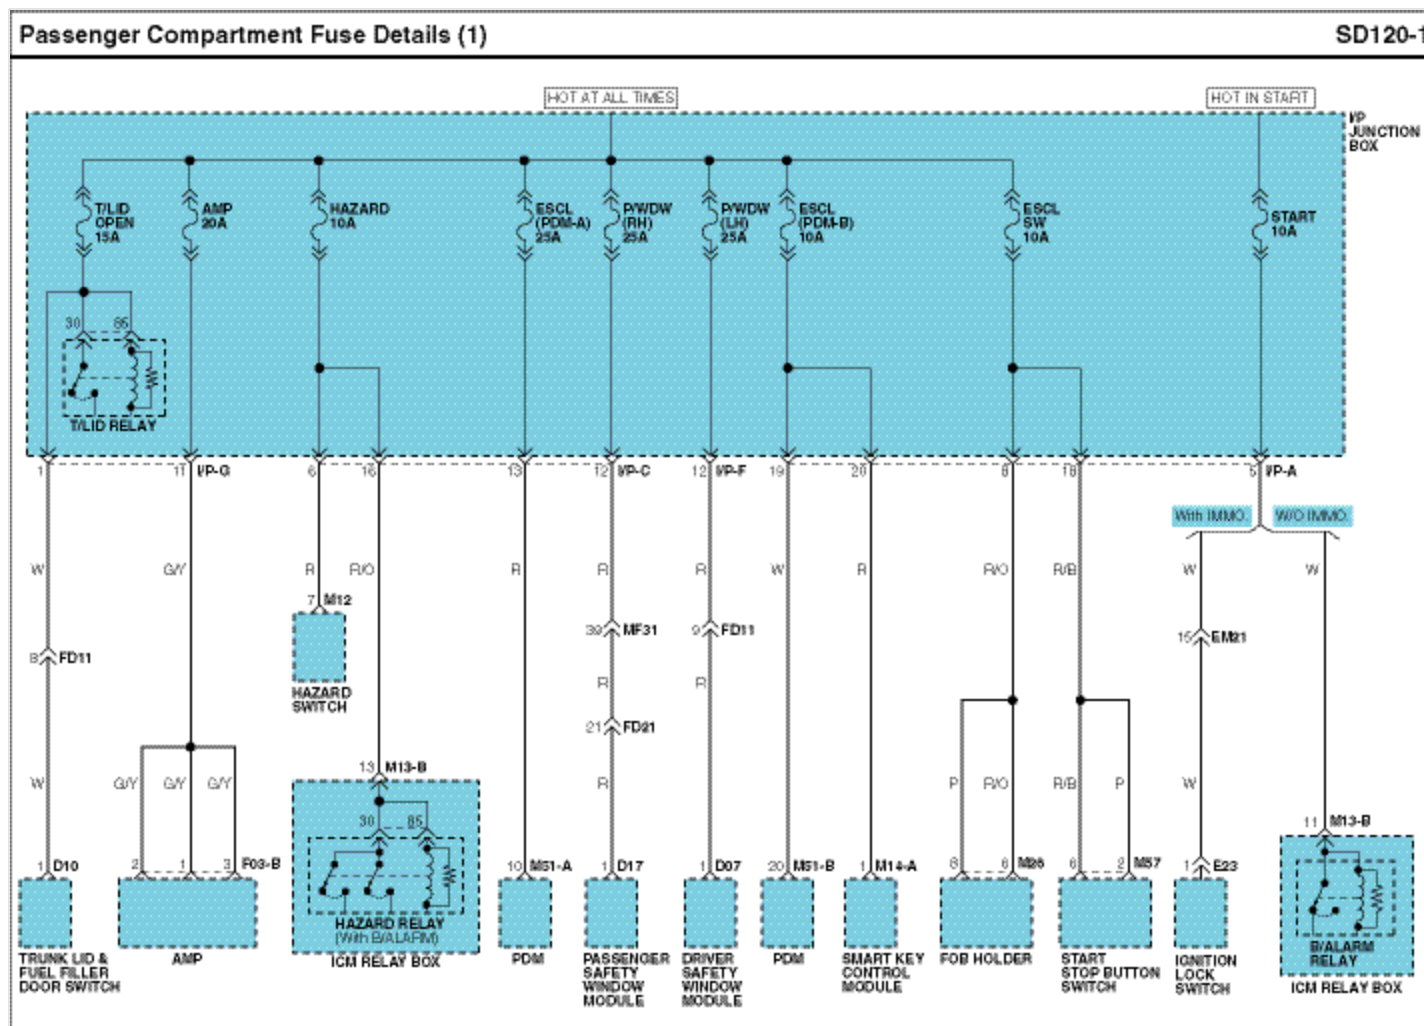 Passenger Compartment Fuse Details (1)
SD120-1
HOT AT ALL TIMES
HOT IN START
I/P
JUNCTION
BOX
T/LID
OPEN
15A
AMP
20A
HAZARD
10A
ESCL
(PDM-A)
25A
P/WDW
(RH)
25A
P/WDW
(LH)
25A
ESCL
(PDM-B)
10A
ESCL
SW
10A
START
10A
30 85
T/LID RELAY
1 11 I/P-G 6 16 13 12 I/P-C 12 I/P-F 19 20 8 18 5 I/P-A
With IMMO. W/O IMMO.
W G/Y R R/O R R R W R R/O R/B W W
7 M12
39 MF31
9 FD11
15 EM21
8 FD11
HAZARD
SWITCH
R R
21 FD21
13 M13-B
W G/Y G/Y G/Y R P R/O R/B P W
30 85
11 M13-B
1 D10
2 1 3 F03-B
10 M51-A
1 D17
1 D07
20 M51-B
1 M14-A
8 6 M26
6 2 M57
1 E23
HAZARD RELAY
(With B/ALARM)
ICM RELAY BOX
TRUNK LID &
FUEL FILLER
DOOR SWITCH
AMP
PDM
PASSENGER
SAFETY
WINDOW
MODULE
DRIVER
SAFETY
WINDOW
MODULE
PDM
SMART KEY
CONTROL
MODULE
FOB HOLDER
START
STOP BUTTON
SWITCH
IGNITION
LOCK
SWITCH
B/ALARM
RELAY
ICM RELAY BOX